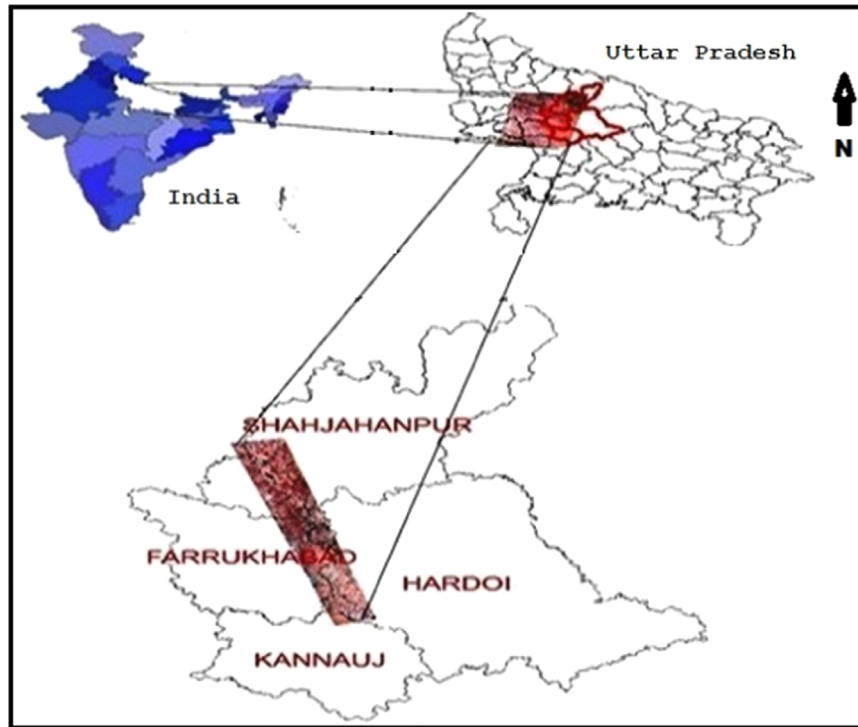 Uttar Pradesh
N
India
SHAHJAHANPUR
FARRUKHABAD
HARDOI
KANNAUJ